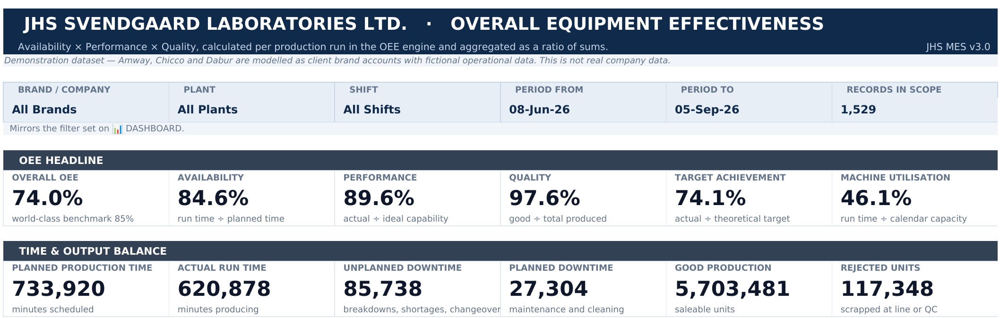 JHS SVENDGAARD LABORATORIES LTD. · OVERALL EQUIPMENT EFFECTIVENESS
Availability × Performance × Quality, calculated per production run in the OEE engine and aggregated as a ratio of sums. JHS MES v3.0
Demonstration dataset — Amway, Chicco and Dabur are modelled as client brand accounts with fictional operational data. This is not real company data.
BRAND / COMPANY PLANT SHIFT PERIOD FROM PERIOD TO RECORDS IN SCOPE
All Brands All Plants All Shifts 08-Jun-26 05-Sep-26 1,529
Mirrors the filter set on 📊 DASHBOARD.
OEE HEADLINE
OVERALL OEE AVAILABILITY PERFORMANCE QUALITY TARGET ACHIEVEMENT MACHINE UTILISATION
74.0% 84.6% 89.6% 97.6% 74.1% 46.1%
world-class benchmark 85% run time ÷ planned time actual ÷ ideal capability good ÷ total produced actual ÷ theoretical target run time ÷ calendar capacity
TIME & OUTPUT BALANCE
PLANNED PRODUCTION TIME ACTUAL RUN TIME UNPLANNED DOWNTIME PLANNED DOWNTIME GOOD PRODUCTION REJECTED UNITS
733,920 620,878 85,738 27,304 5,703,481 117,348
minutes scheduled minutes producing breakdowns, shortages, changeover maintenance and cleaning saleable units scrapped at line or QC